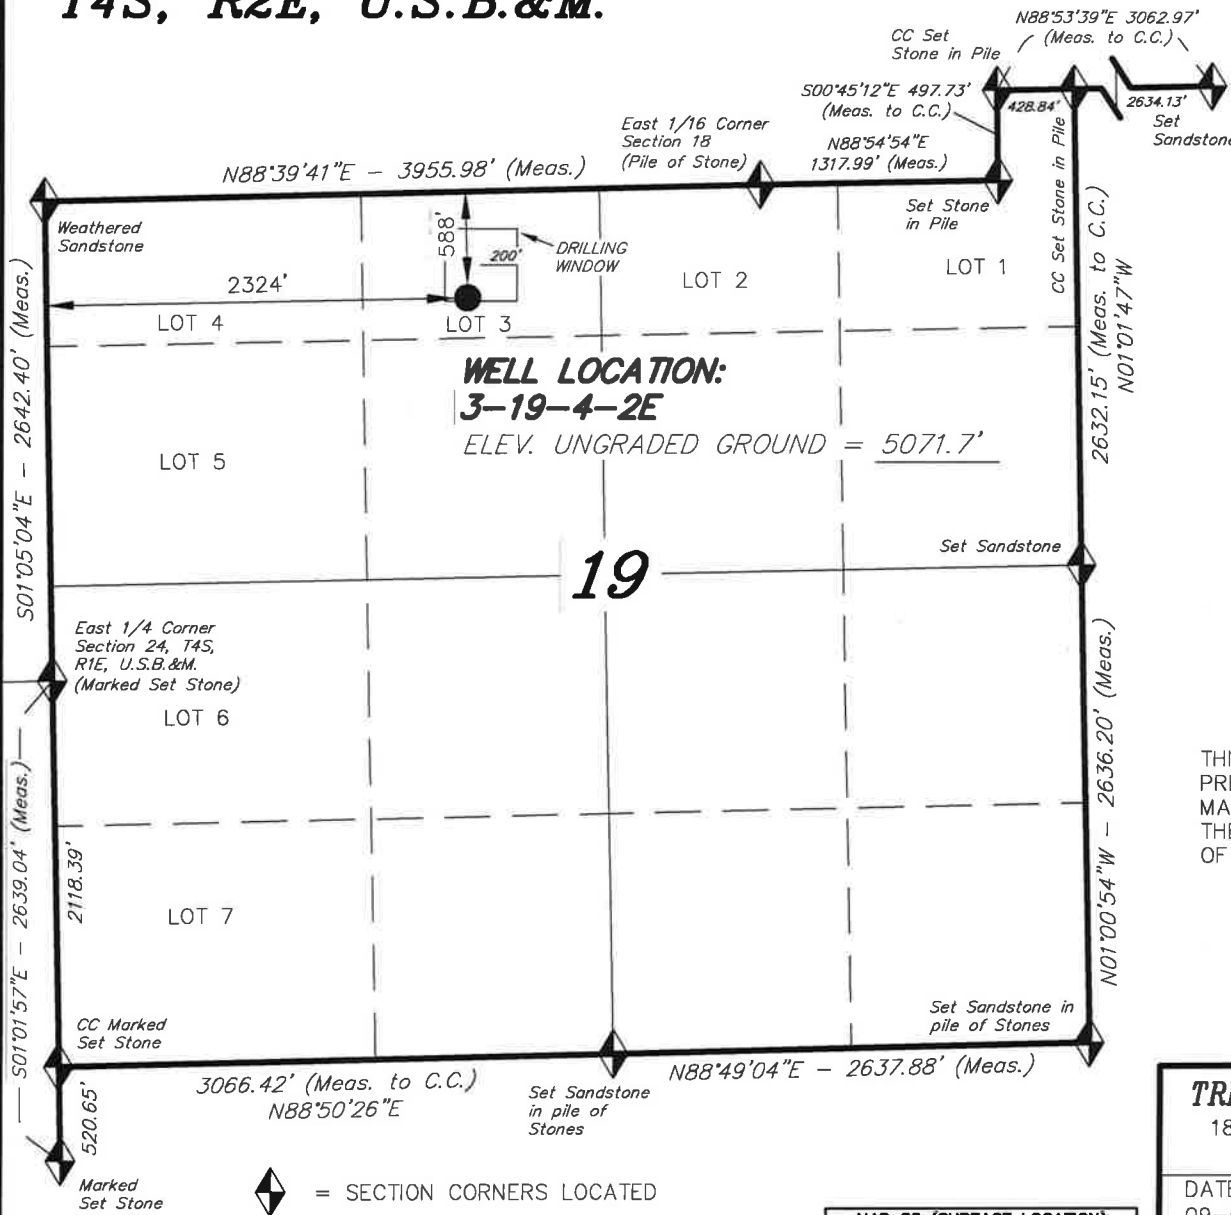 T4S, R2E, U.S.B.&M.
N88°53'39"E 3062.97'
(Meas. to C.C.)
CC Set
Stone in Pile
S00°45'12"E 497.73'
(Meas. to C.C.)
428.84'
2634.13'
Set
Sandstone
East 1/16 Corner
Section 18
(Pile of Stone)
N88°54'54"E
1317.99' (Meas.)
N88°39'41"E - 3955.98' (Meas.)
CC Set Stone in Pile
Weathered
Sandstone
Set Stone
in Pile
588'
DRILLING
WINDOW
200'
2324'
LOT 4
LOT 3
LOT 2
LOT 1
2632.15' (Meas. to C.C.)
N01°01'47"W
S01°05'04"E - 2642.40' (Meas.)
WELL LOCATION:
3-19-4-2E
ELEV. UNGRADED GROUND = 5071.7'
LOT 5
Set Sandstone
19
East 1/4 Corner
Section 24, T4S,
R1E, U.S.B.&M.
(Marked Set Stone)
LOT 6
N01°00'54"W - 2636.20' (Meas.)
S01°01'57"E - 2639.04' (Meas.)
2118.39'
LOT 7
CC Marked
Set Stone
Set Sandstone in
pile of Stones
3066.42' (Meas. to C.C.)
N88°50'26"E
Set Sandstone
in pile of
Stones
N88°49'04"E - 2637.88' (Meas.)
520.65'
Marked
Set Stone
= SECTION CORNERS LOCATED
THE
OF
18
DATE